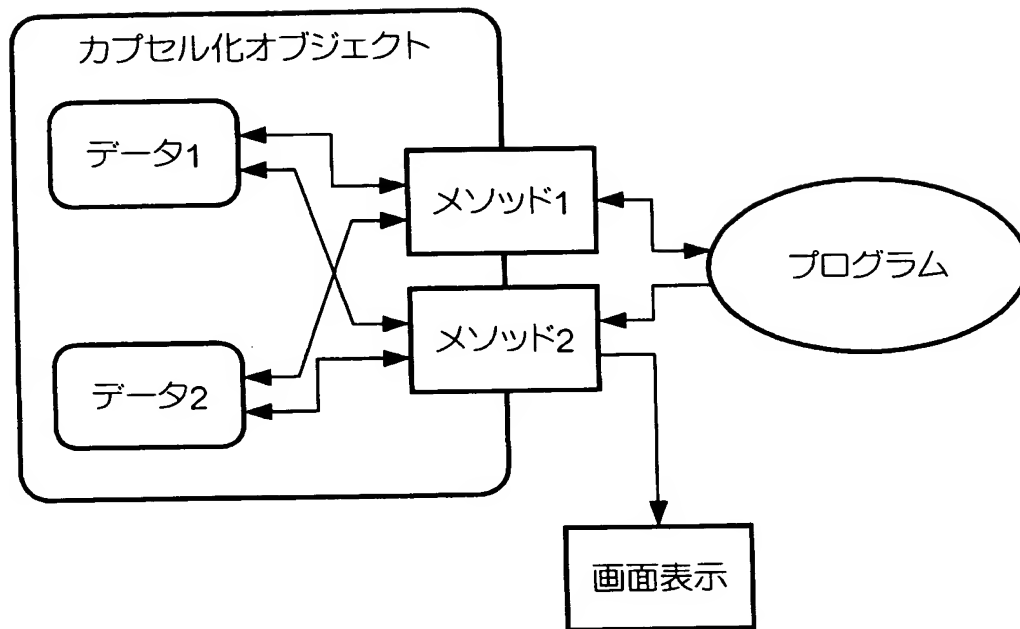 カプセル化オブジェクト
データ1
メソッド1
プログラム
メソッド2
データ2
画面表示